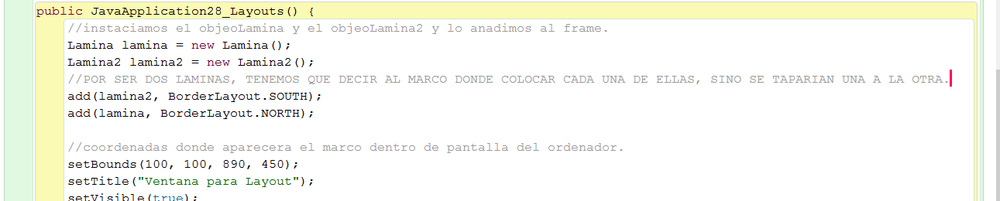 public JavaApplication28_Layouts() {
//instaciamos el objeoLamina y el objeoLamina2 y lo anadimos al frame.
Lamina lamina = new Lamina();
Lamina2 lamina2 = new Lamina2();
//POR SER DOS LAMINAS, TENEMOS QUE DECIR AL MARCO DONDE COLOCAR CADA UNA DE ELLAS, SINO SE TAPARIAN UNA A LA OTRA.
add(lamina2, BorderLayout.SOUTH);
add(lamina, BorderLayout.NORTH);
//coordenadas donde aparecera el marco dentro de pantalla del ordenador.
setBounds(100, 100, 890, 450);
setTitle("Ventana para Layout");
setVisible(true);